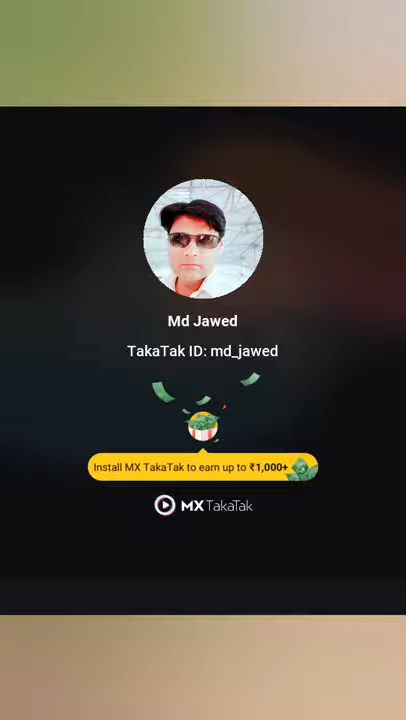 Md Jawed
TakaTak ID: md_jawed
Install MX TakaTak to earn up to ₹1,000+
MX TakaTak